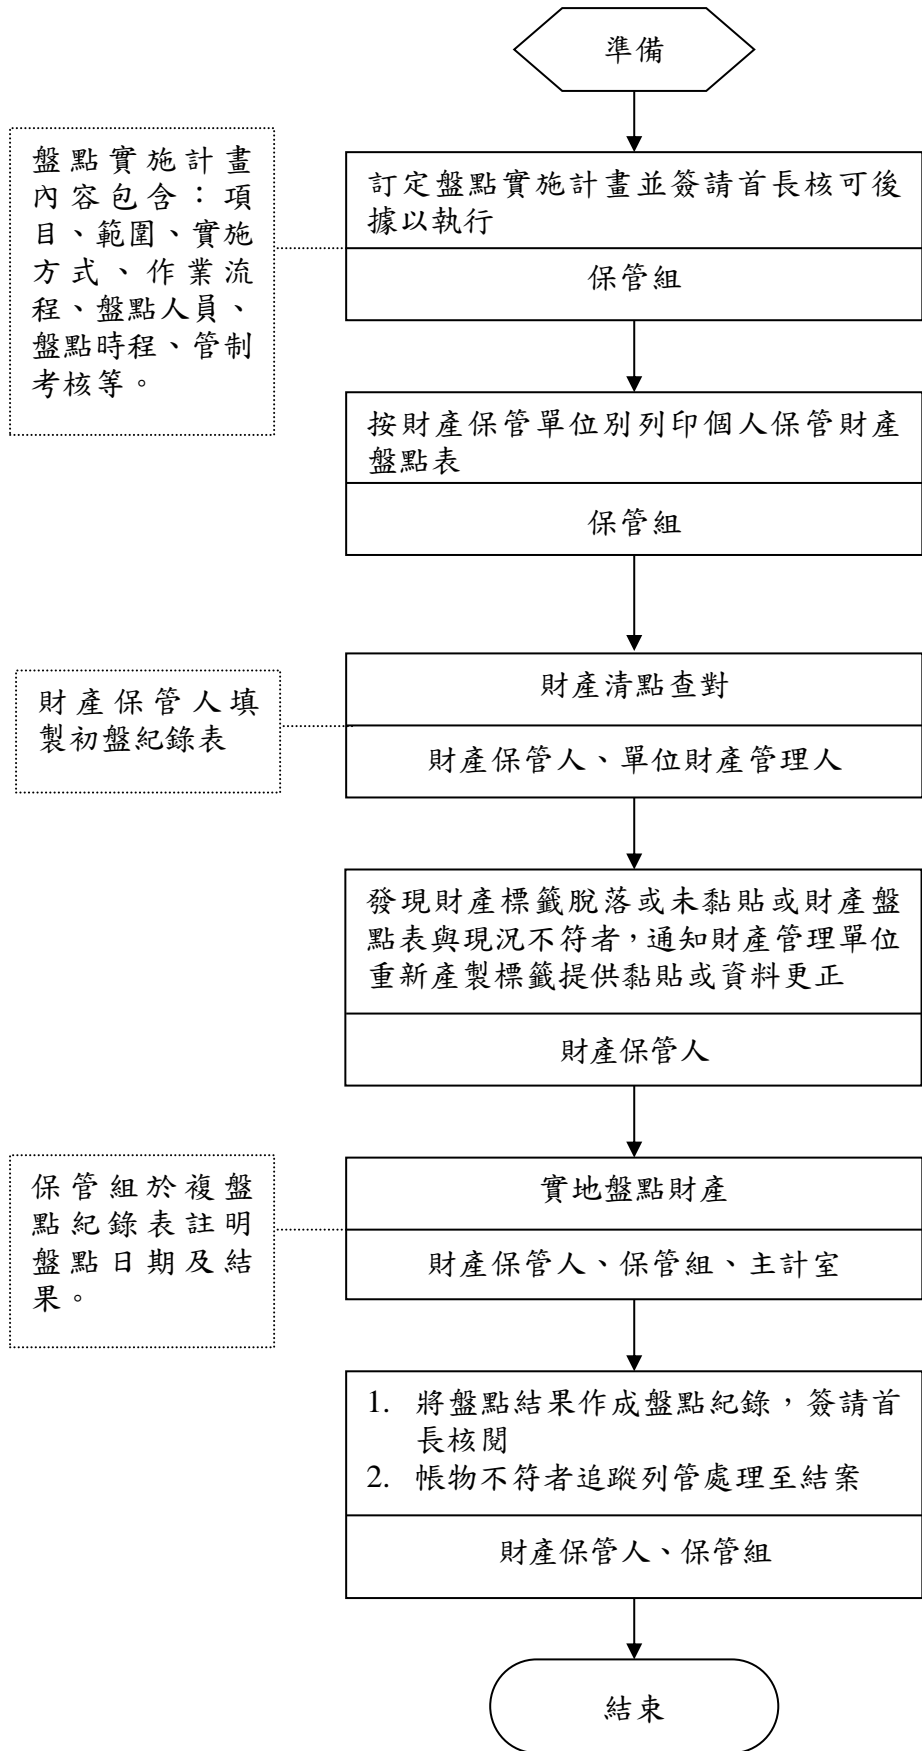 準備
盤點實施計畫
內容包含：項
目、範圍、實施
方式、作業流
程、盤點人員、
盤點時程、管制
考核等。
訂定盤點實施計畫並簽請首長核可後
據以執行
保管組
按財產保管單位別列印個人保管財產
盤點表
保管組
財產保管人填
製初盤紀錄表
財產清點查對
財產保管人、單位財產管理人
發現財產標籤脫落或未黏貼或財產盤
點表與現況不符者，通知財產管理單位
重新產製標籤提供黏貼或資料更正
財產保管人
保管組於複盤
點紀錄表註明
盤點日期及結
果。
實地盤點財產
財產保管人、保管組、主計室
1. 將盤點結果作成盤點紀錄，簽請首
長核閱
2. 帳物不符者追蹤列管處理至結案
財產保管人、保管組
結束